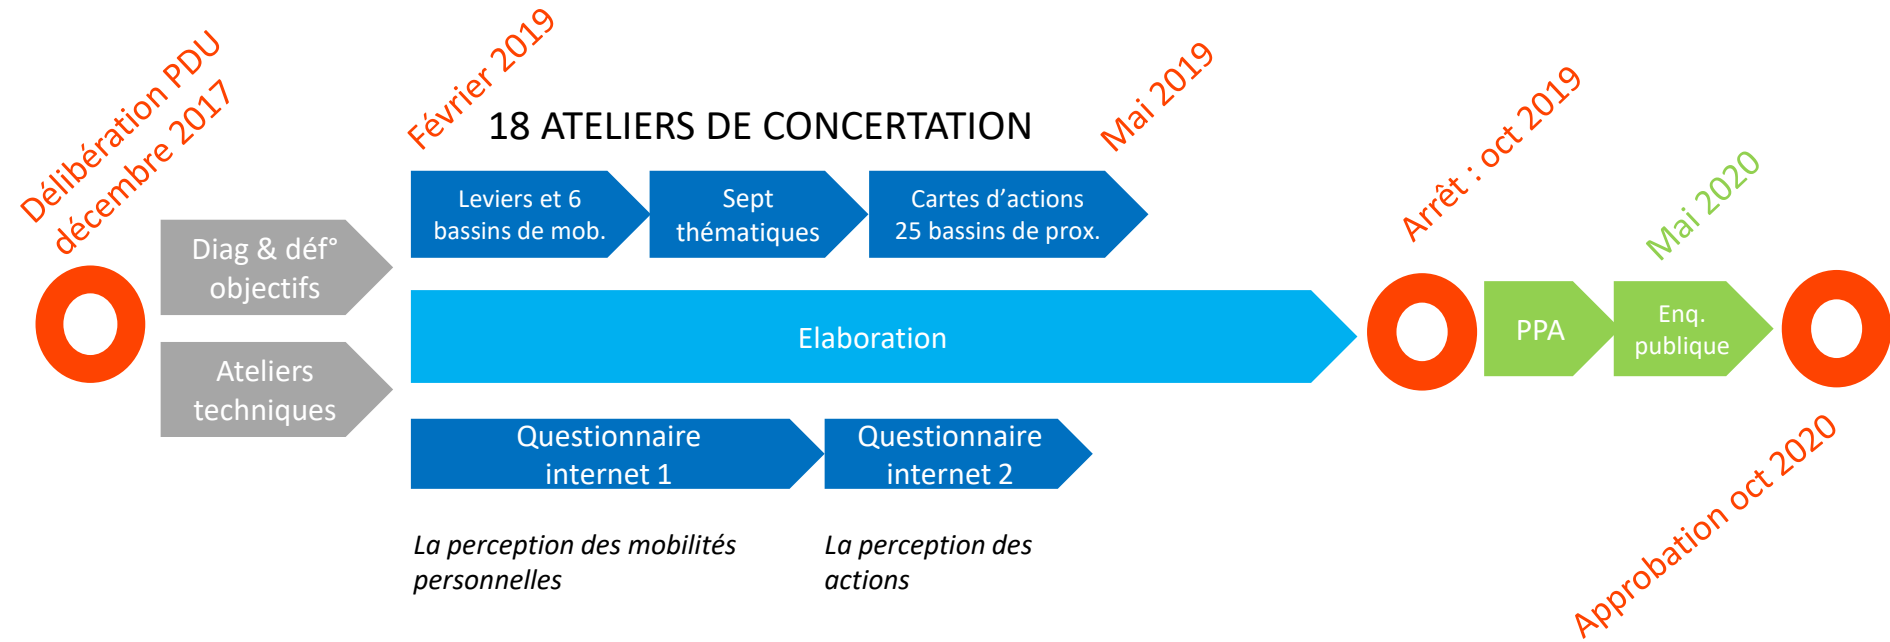 Délibération PDU
décembre 2017
Février 2019
18 ATELIERS DE CONCERTATION
Mai 2019
Arrêt : oct 2019
Mai 2020
Leviers et 6
bassins de mob.
Sept
thématiques
Cartes d'actions
25 bassins de prox.
Diag & déf°
objectifs
Elaboration
PPA
Enq.
publique
Ateliers
techniques
Questionnaire
internet 1
Questionnaire
internet 2
La perception des mobilités
personnelles
La perception des
actions
Approbation oct 2020